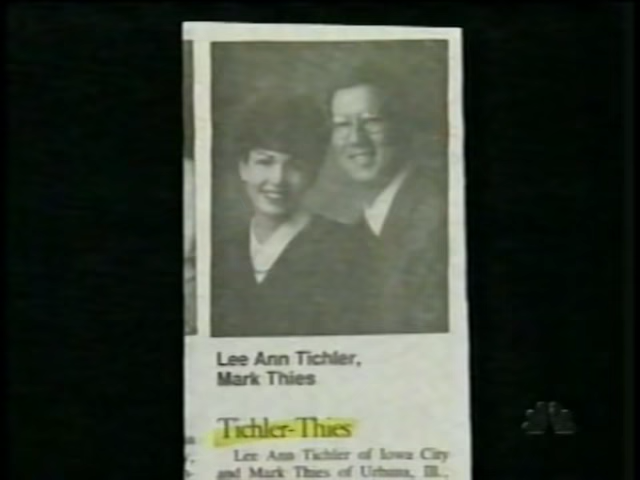 Lee Ann Tichler,
Mark Thies
Tichler-Thies
Lee Ann Tichler of Iowa City
and Mark Thies of Urbana, Ill.,